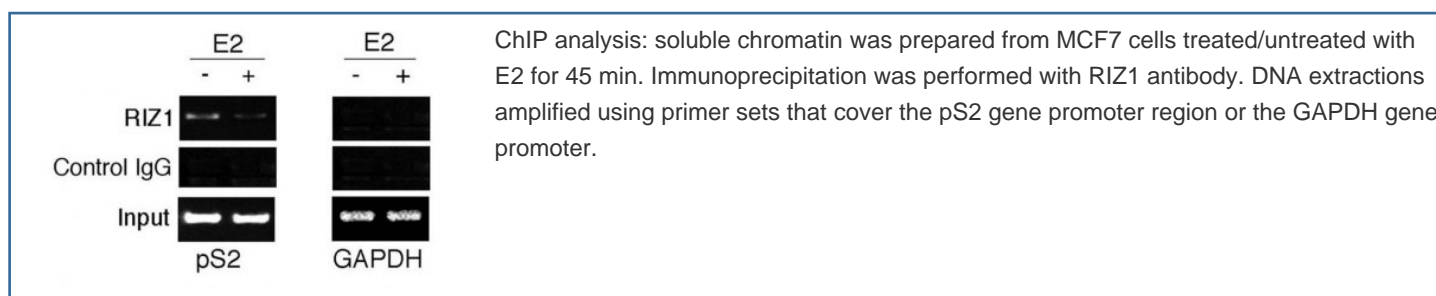 E2 E2
- + - +
RIZ1
Control IgG
Input
pS2 GAPDH
ChIP analysis: soluble chromatin was prepared from MCF7 cells treated/untreated with
E2 for 45 min. Immunoprecipitation was performed with RIZ1 antibody. DNA extractions
amplified using primer sets that cover the pS2 gene promoter region or the GAPDH gene
promoter.